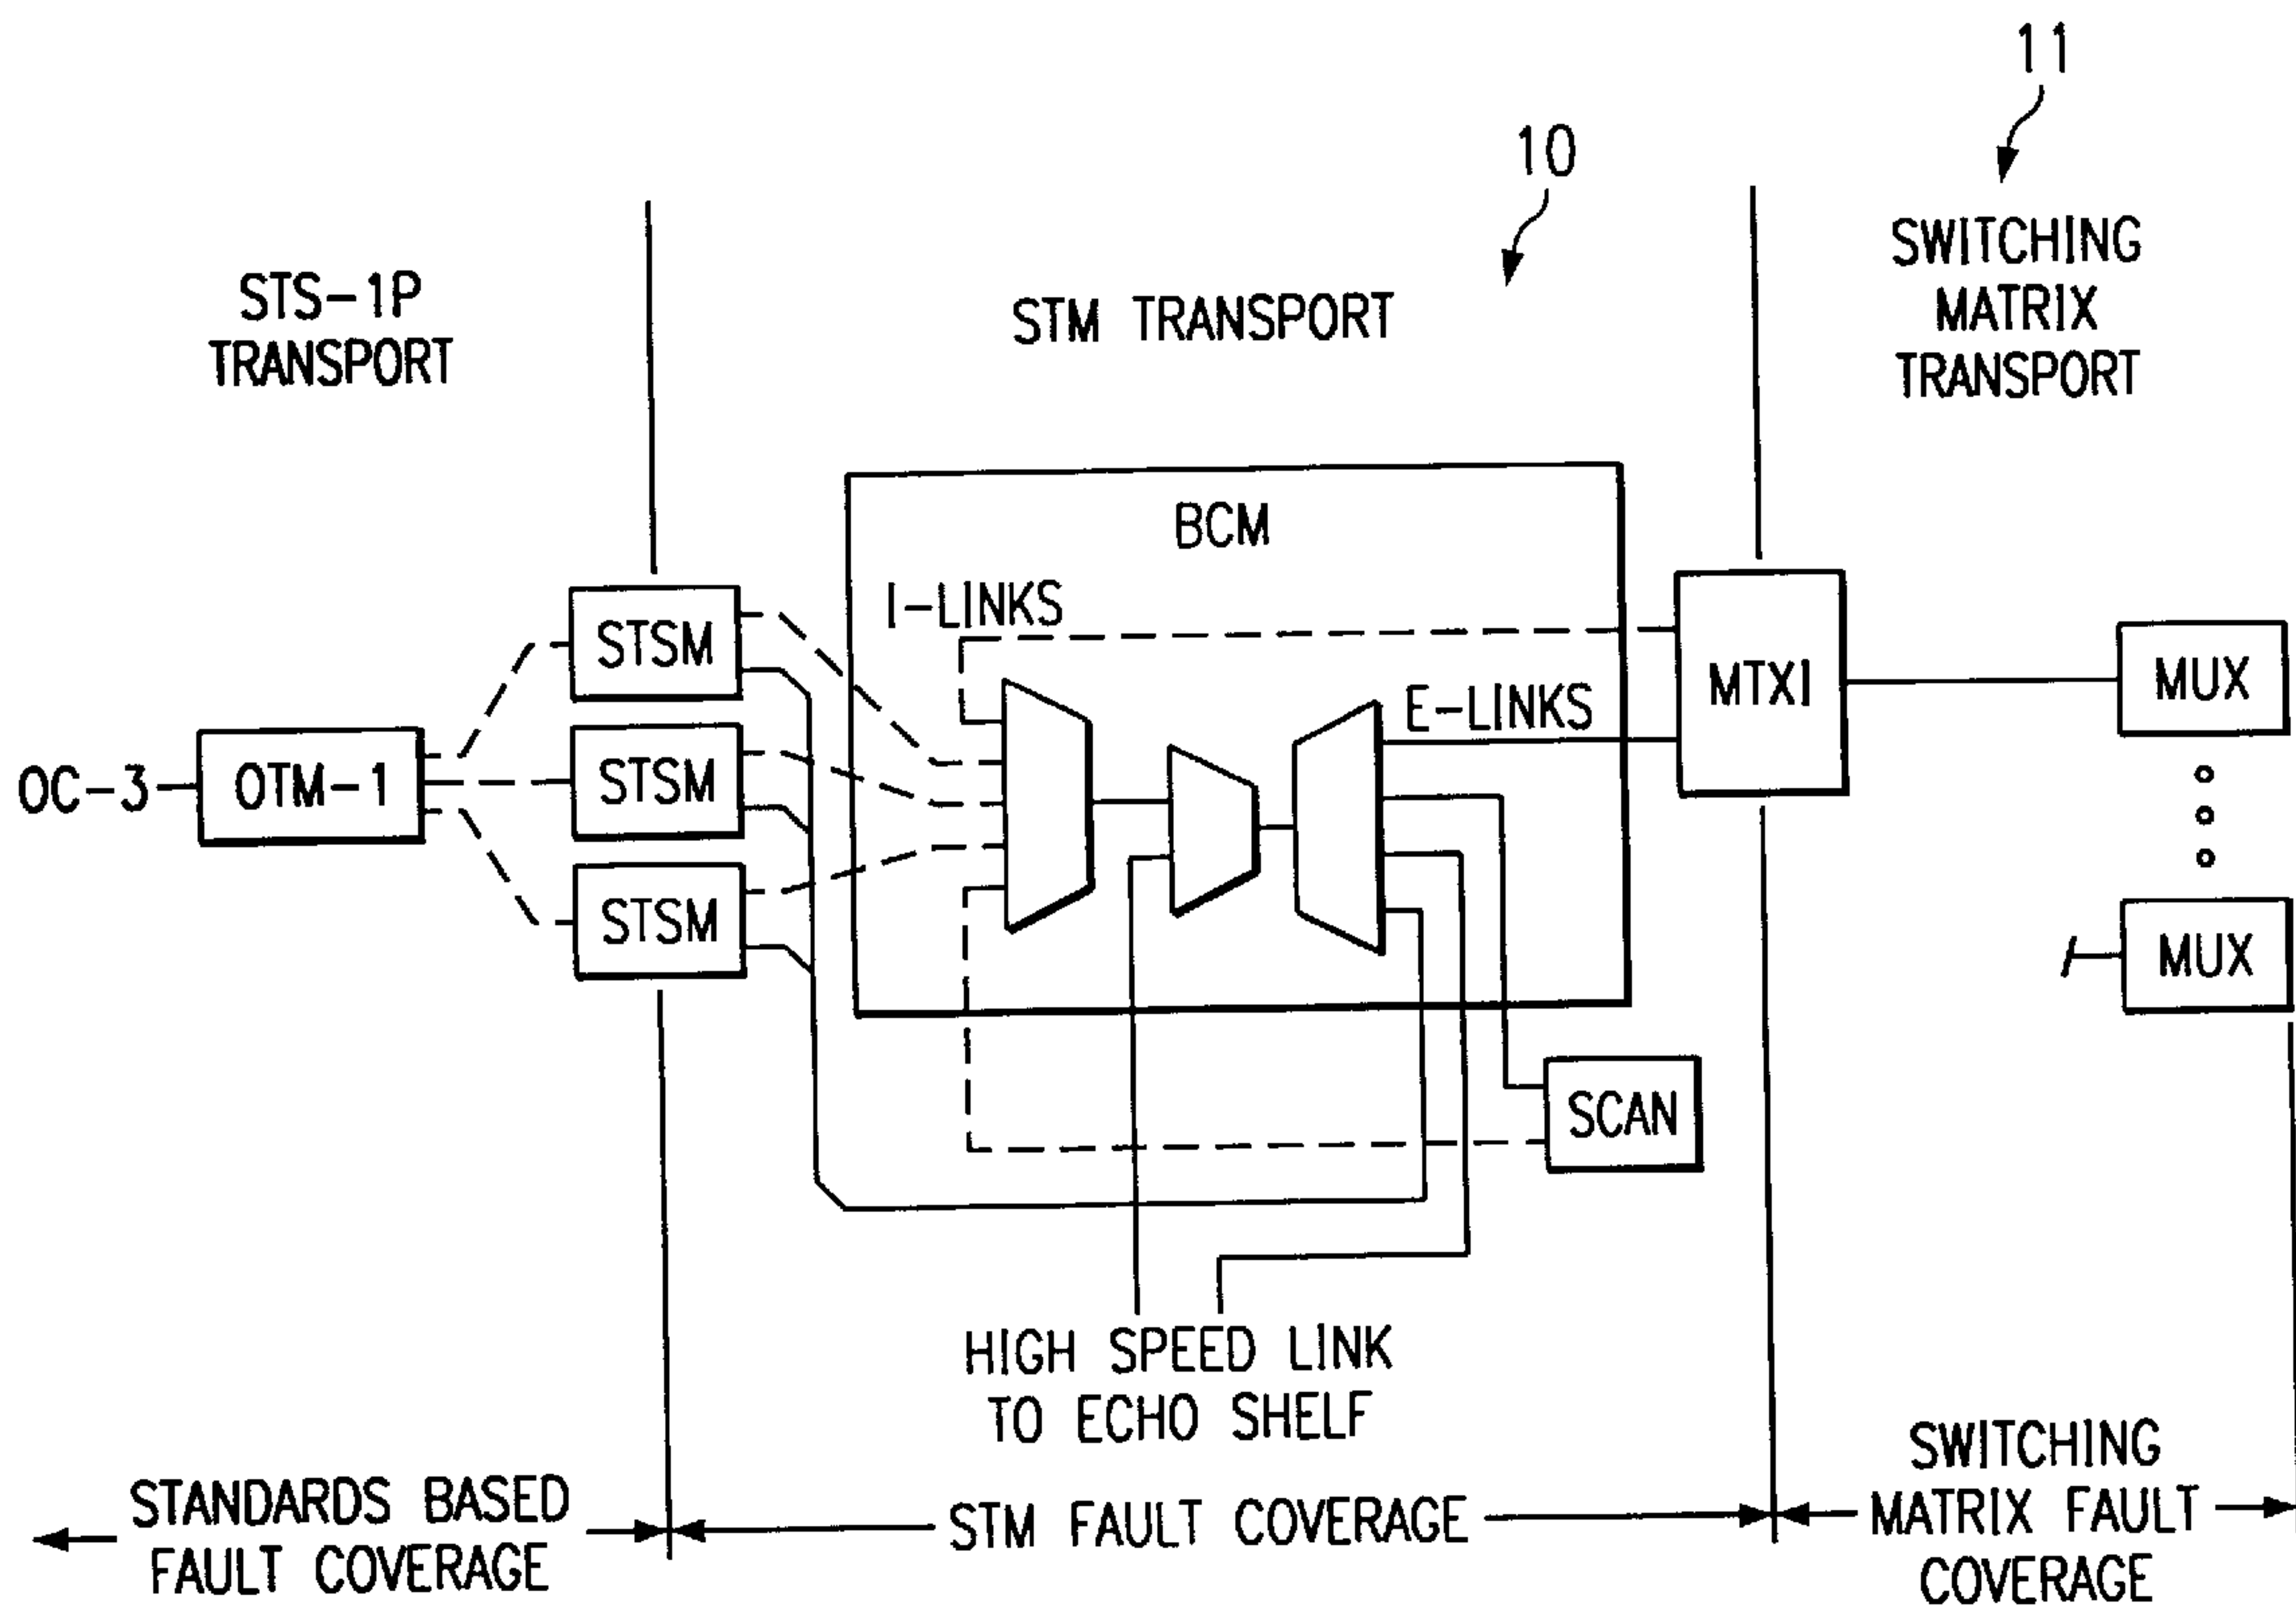 11
10
STS-1P
TRANSPORT
STM TRANSPORT
SWITCHING
MATRIX
TRANSPORT
BCM
I-LINKS
STSM
MTXI
MUX
E-LINKS
OC-3
OTM-1
STSM
STSM
MUX
SCAN
HIGH SPEED LINK
TO ECHO SHELF
STANDARDS BASED
FAULT COVERAGE
STM FAULT COVERAGE
SWITCHING
MATRIX FAULT
COVERAGE